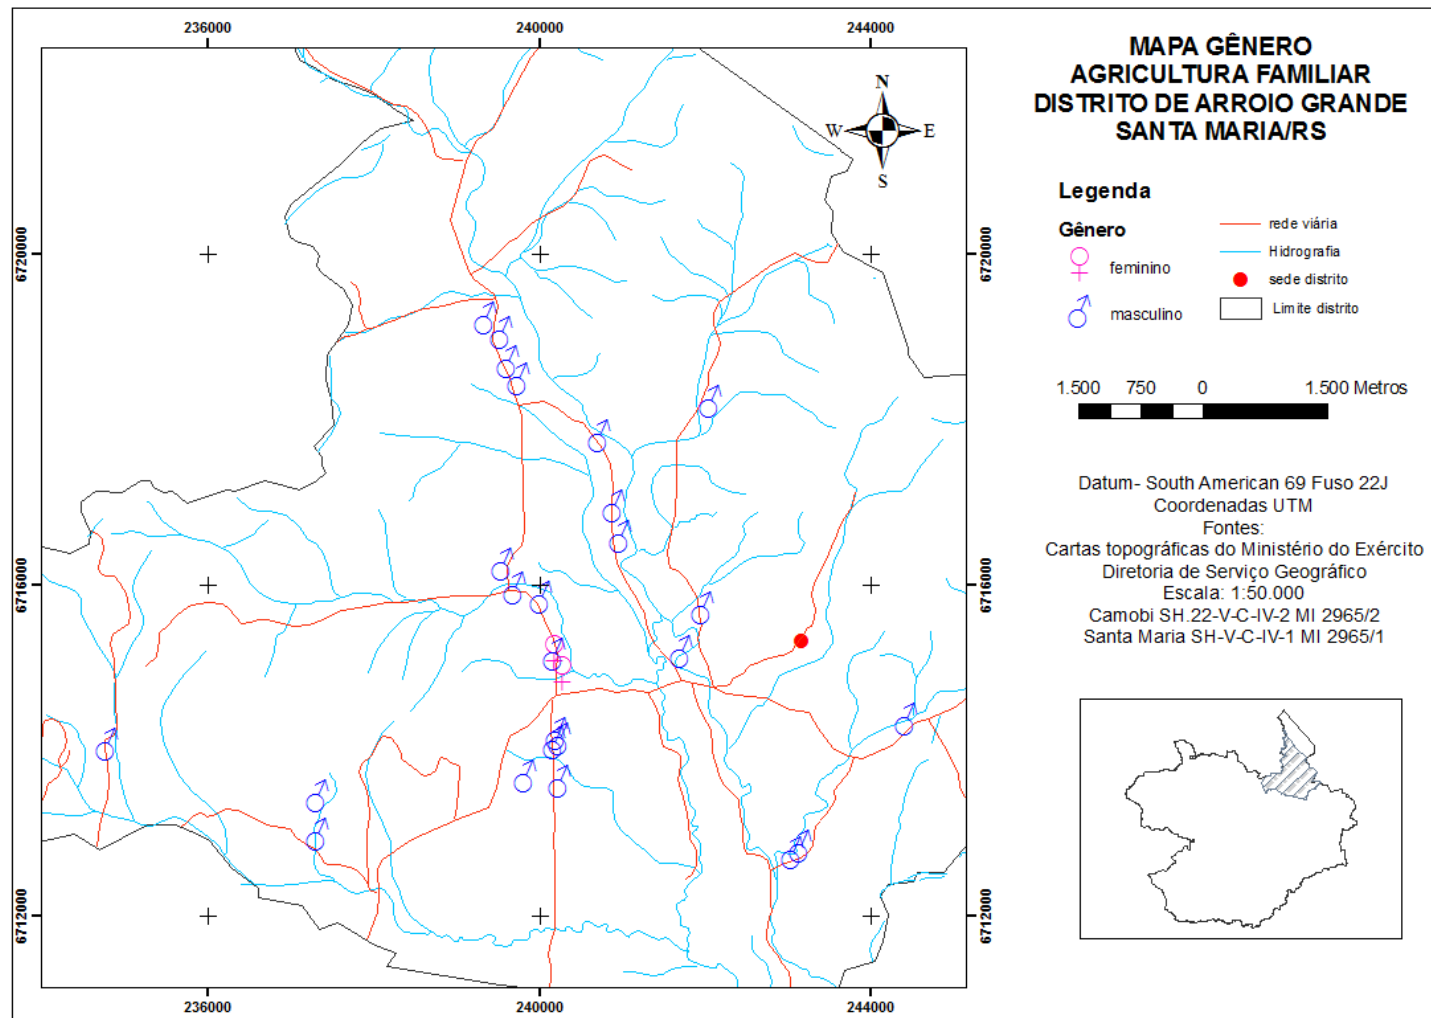 236000
240000
244000
6720000
6716000
6712000
6720000
6716000
6712000
236000
240000
244000
N
W
E
S
MAPA GÊNERO
AGRICULTURA FAMILIAR
DISTRITO DE ARROIO GRANDE
SANTA MARIA/RS
Legenda
Gênero
feminino
masculino
rede viária
Hidrografia
sede distrito
Limite distrito
1.500 750 0 1.500 Metros
Datum- South American 69 Fuso 22J
Coordenadas UTM
Fontes:
Cartas topográficas do Ministério do Exército
Diretoria de Serviço Geográfico
Escala: 1:50.000
Camobi SH.22-V-C-IV-2 MI 2965/2
Santa Maria SH-V-C-IV-1 MI 2965/1